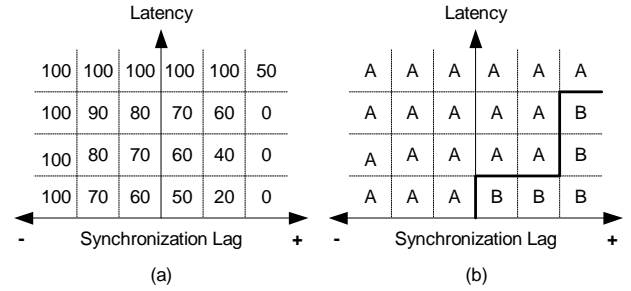 Latency Latency
100 100 100 100 100 50 A A A A A A
100 90 80 70 60 0 A A A A A B
100 80 70 60 40 0 A A A A A B
100 70 60 50 20 0 A A A B B B
- Synchronization Lag + - Synchronization Lag +
(a) (b)